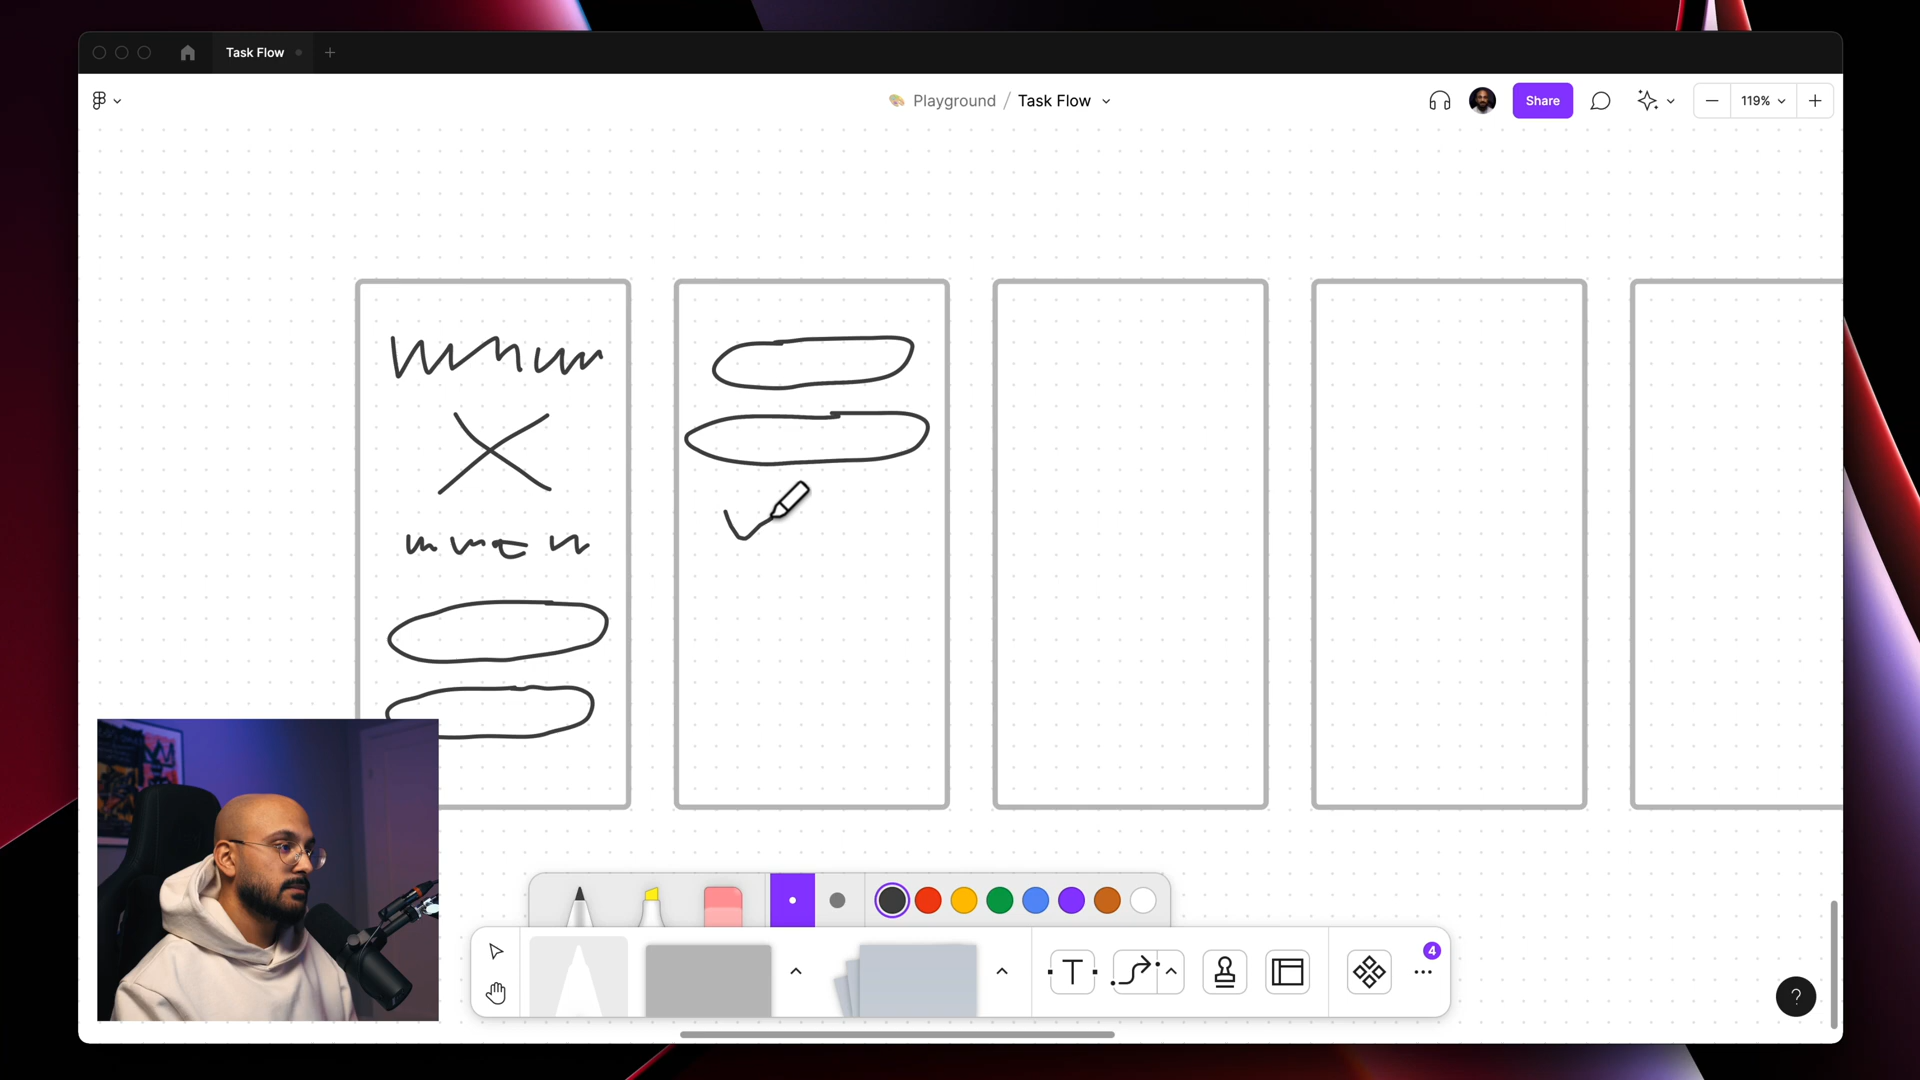 Task Flow
Playground / Task Flow
Share
119%
T
4
?